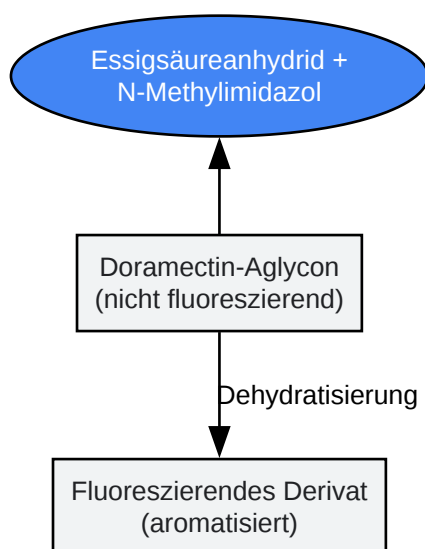 Essigsäureanhydrid +
N-Methylimidazol
Doramectin-Aglycon
(nicht fluoreszierend)
Dehydratisierung
Fluoreszierendes Derivat
(aromatisiert)